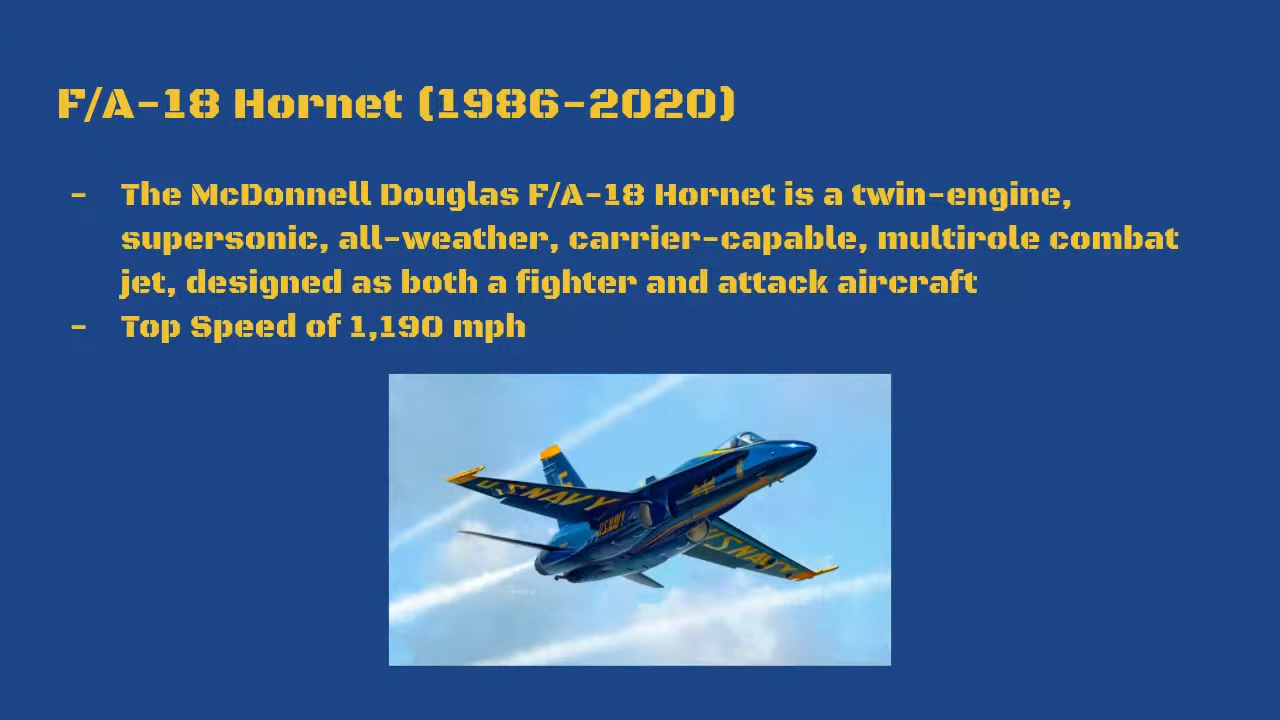 F/A-18 Hornet (1986-2020)
- The McDonnell Douglas F/A-18 Hornet is a twin-engine,
supersonic, all-weather, carrier-capable, multirole combat
jet, designed as both a fighter and attack aircraft
- Top Speed of 1,190 mph
U.S NAVY
U.S.NAVY
U.S NAVY